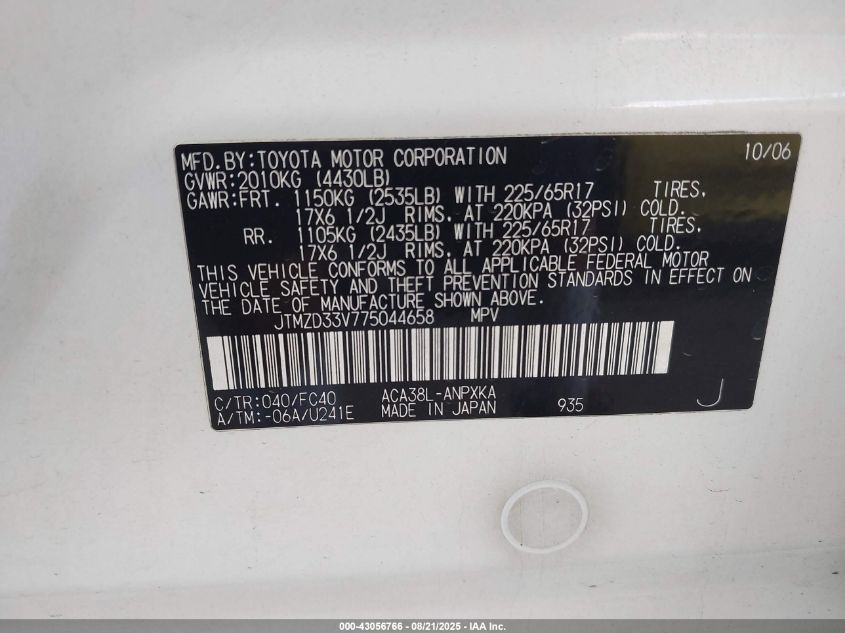 MFD.BY:TOYOTA MOTOR CORPORATION 10/06
GVWR:2010KG (4430LB)
GAWR:FRT. 1150KG (2535LB) WITH 225/65R17 TIRES,
17X6 1/2J RIMS, AT 220KPA (32PSI) COLD.
RR. 1105KG (2435LB) WITH 225/65R17 TIRES,
17X6 1/2J RIMS, AT 220KPA (32PSI) COLD.
THIS VEHICLE CONFORMS TO ALL APPLICABLE FEDERAL MOTOR
VEHICLE SAFETY AND THEFT PREVENTION STANDARDS IN EFFECT ON
THE DATE OF MANUFACTURE SHOWN ABOVE.
JTMZD33V775044658 MPV
C/TR:040/FC40 ACA38L-ANPXKA
A/TM:-06A/U241E MADE IN JAPAN 935 J
000-43056766 - 08/21/2025 - IAA Inc.